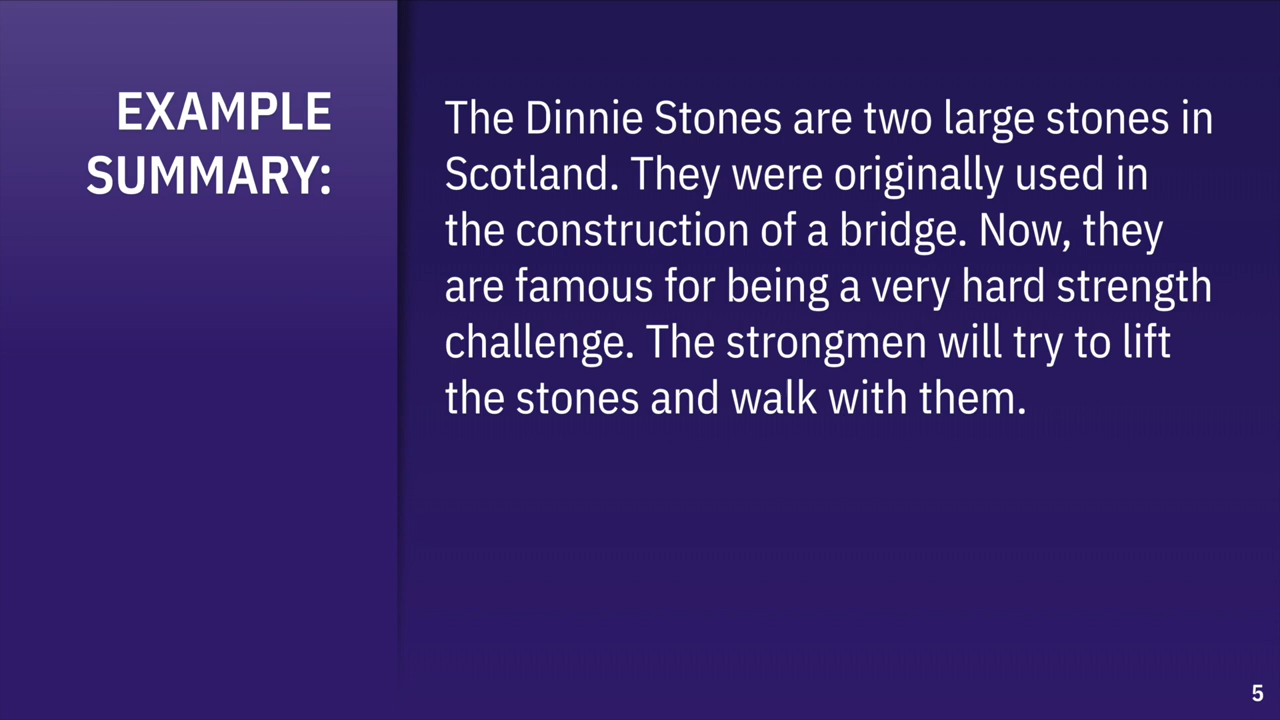 EXAMPLE
SUMMARY:
The Dinnie Stones are two large stones in
Scotland. They were originally used in
the construction of a bridge. Now, they
are famous for being a very hard strength
challenge. The strongmen will try to lift
the stones and walk with them.
5